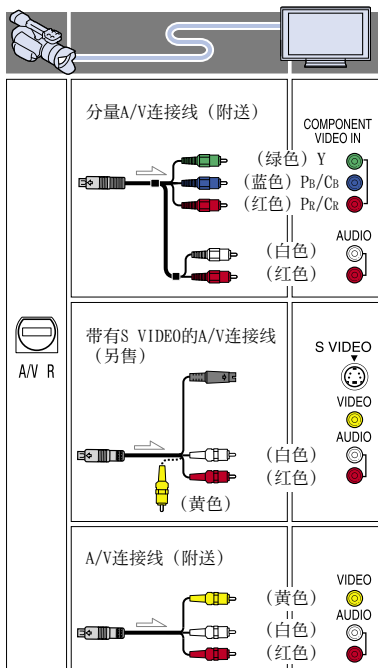 分量A/V连接线（附送）
COMPONENT
VIDEO IN
（绿色）Y
（蓝色）PB/CB
（红色）PR/CR
AUDIO
（白色）
（红色）
A/V R
带有S VIDEO的A/V连接线
（另售）
S VIDEO
VIDEO
AUDIO
（白色）
（红色）
（黄色）
A/V连接线（附送）
VIDEO
（黄色）
AUDIO
（白色）
（红色）